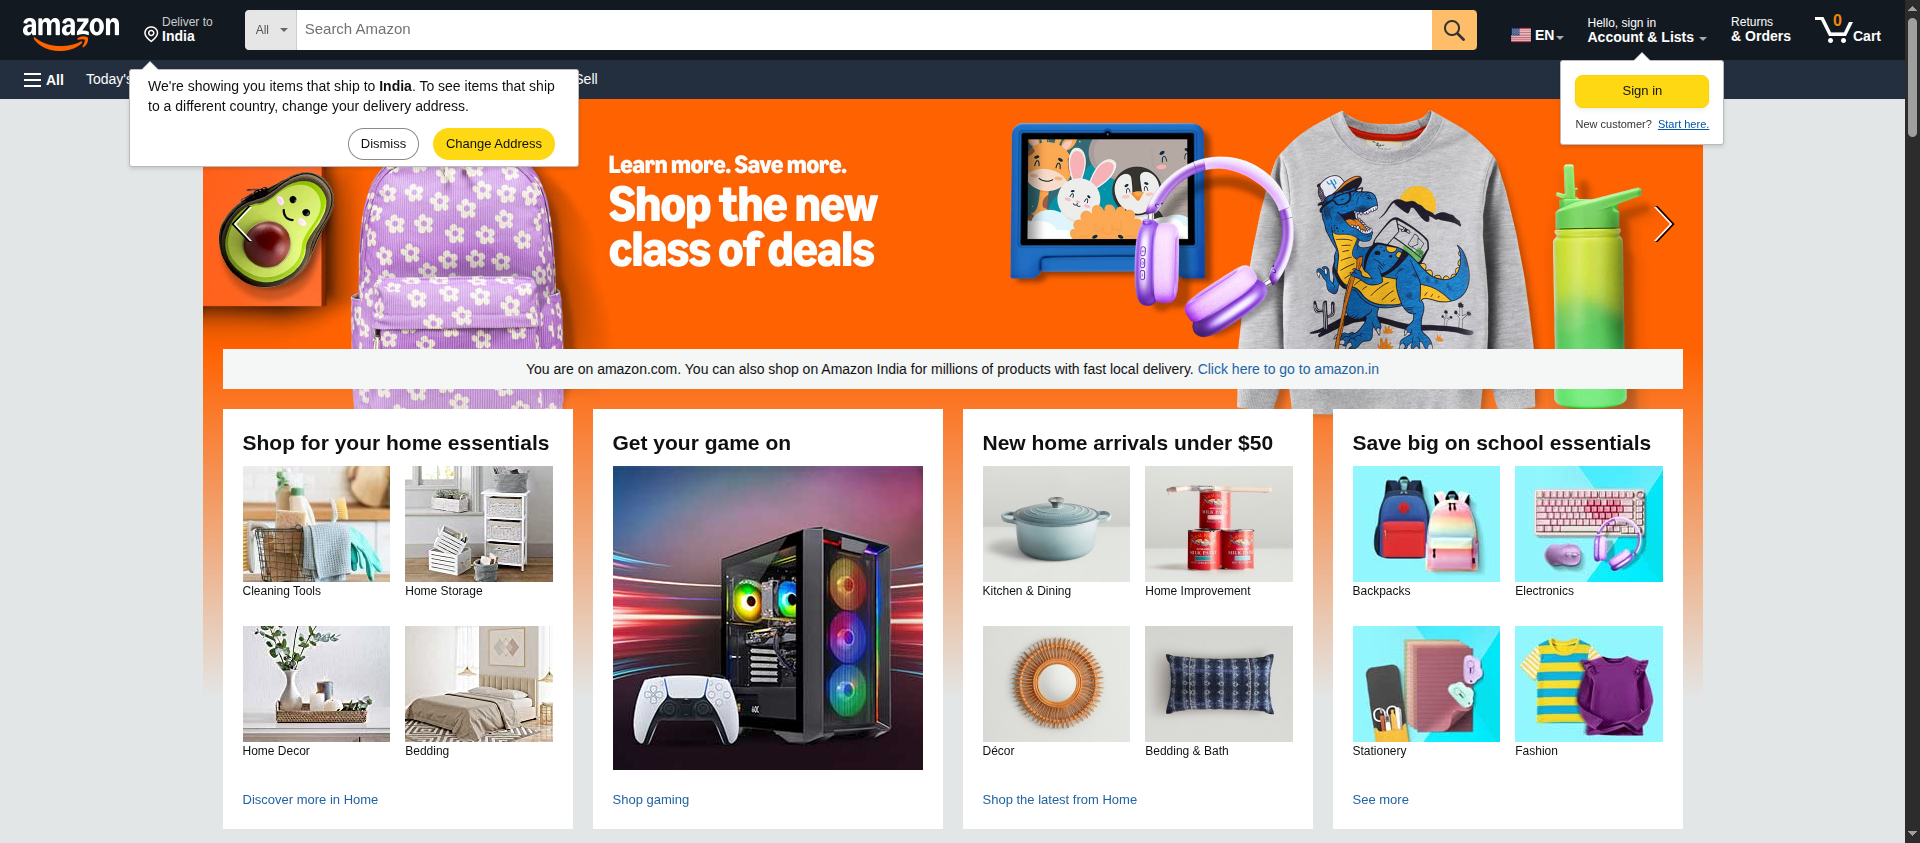 amazon
Deliver to
India
All
Search Amazon
EN
Hello, sign in
Account & Lists
Returns
& Orders
0
Cart
All
Today's
Sell
We're showing you items that ship to India. To see items that ship
to a different country, change your delivery address.
Dismiss
Change Address
Sign in
New customer? Start here.
Learn more. Save more.
Shop the new
class of deals
You are on amazon.com. You can also shop on Amazon India for millions of products with fast local delivery. Click here to go to amazon.in
Shop for your home essentials
Cleaning Tools
Home Storage
Home Decor
Bedding
Discover more in Home
Get your game on
Shop gaming
New home arrivals under $50
Kitchen & Dining
Home Improvement
Décor
Bedding & Bath
Shop the latest from Home
Save big on school essentials
Backpacks
Electronics
Stationery
Fashion
See more